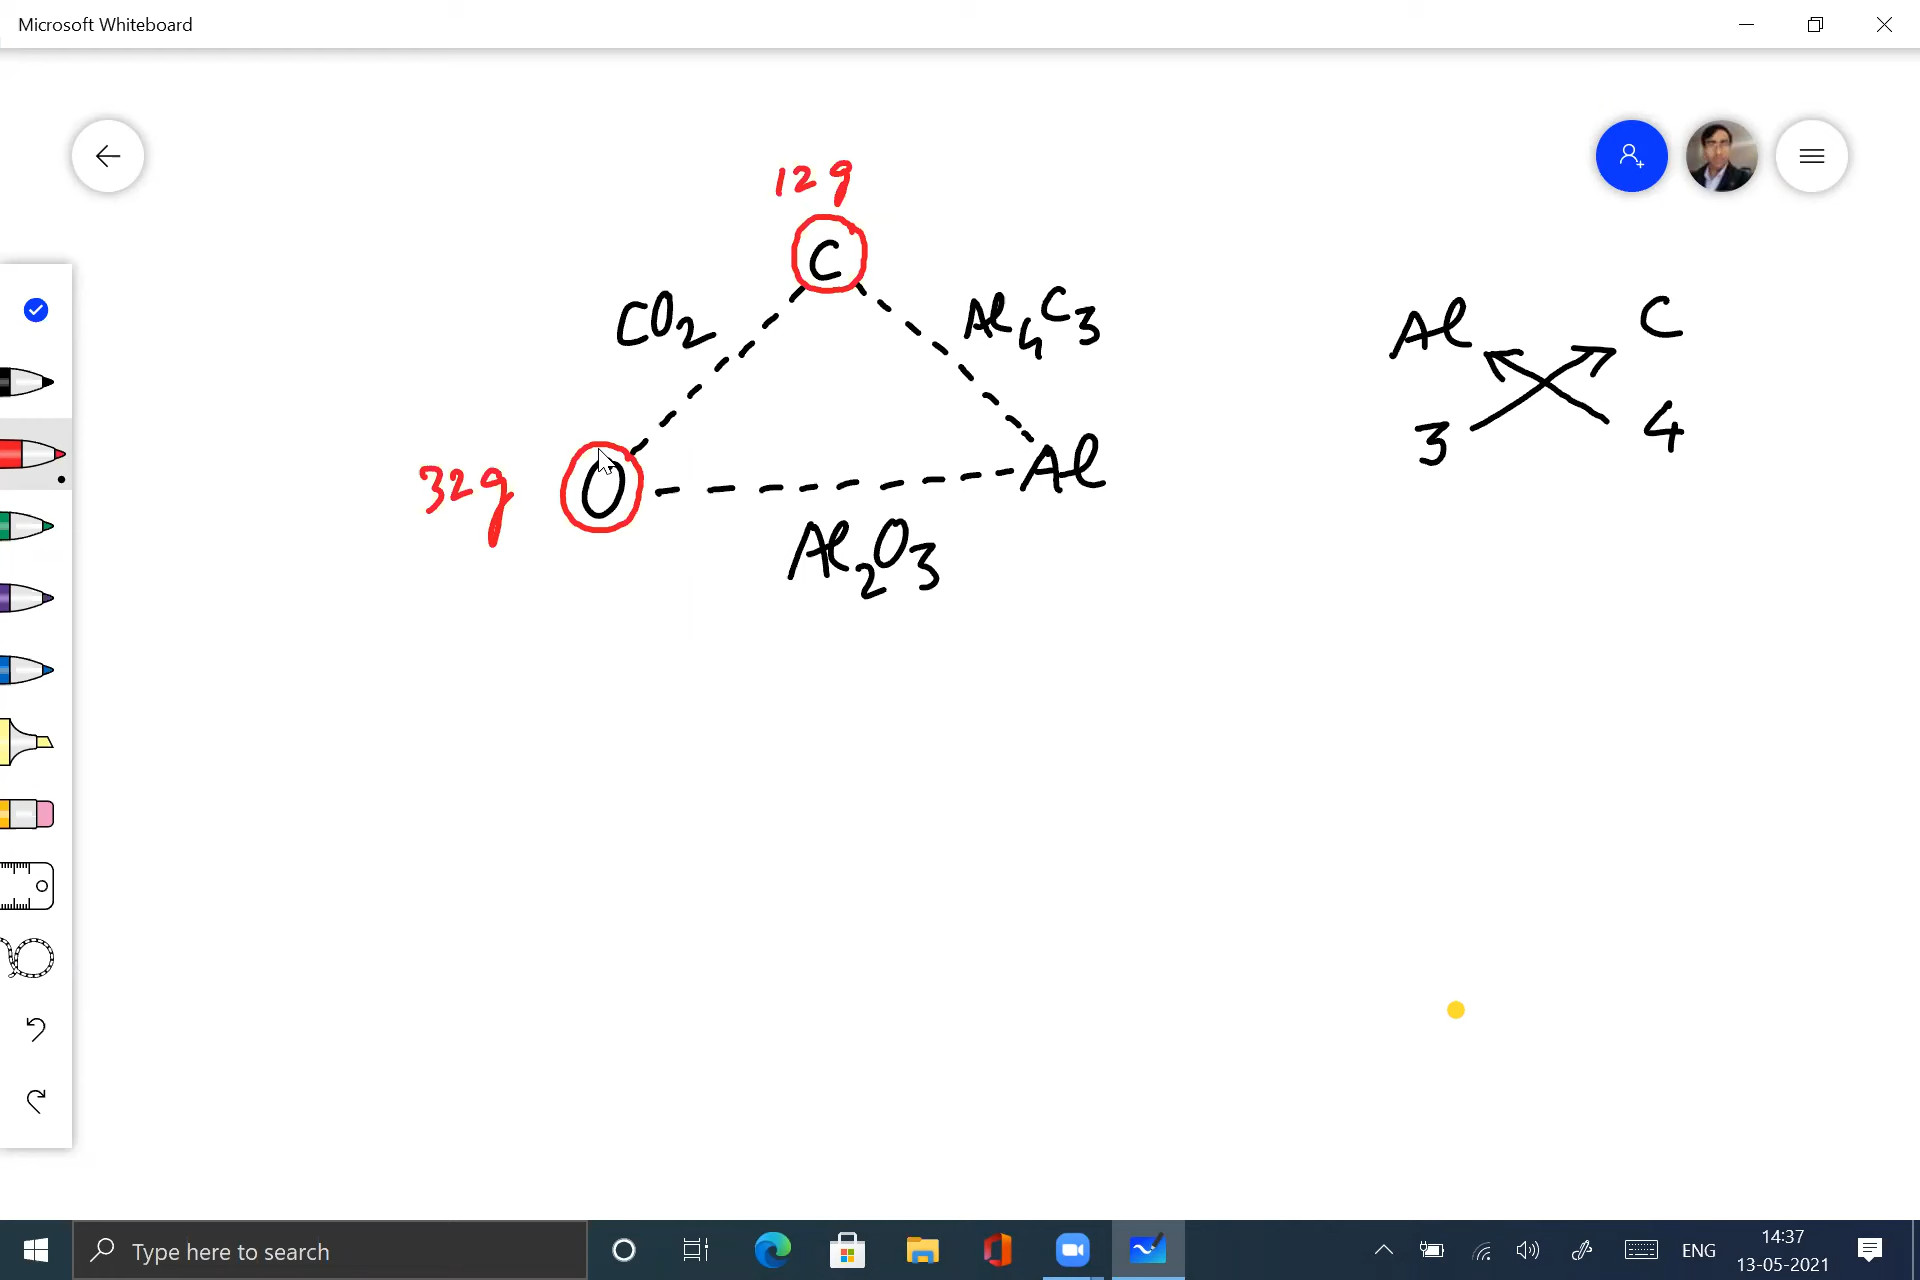 Microsoft Whiteboard
12g
C
CO2
Al4C3
Al C
3 4
32g
O
Al
Al2O3
Type here to search
ENG
14:37
13-05-2021